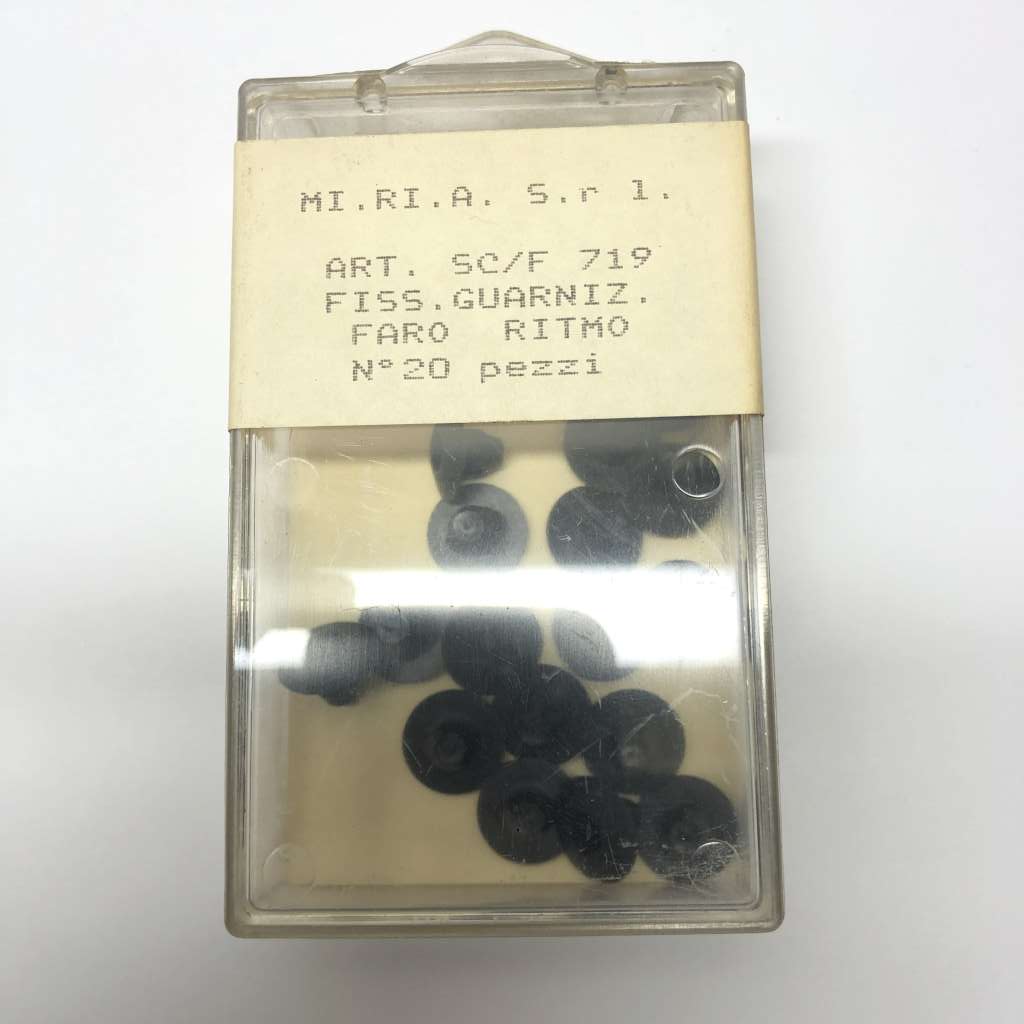 MI.RI.A. S.r l.
ART. SC/F 719
FISS.GUARNIZ.
FARO RITMO
N°20 pezzi